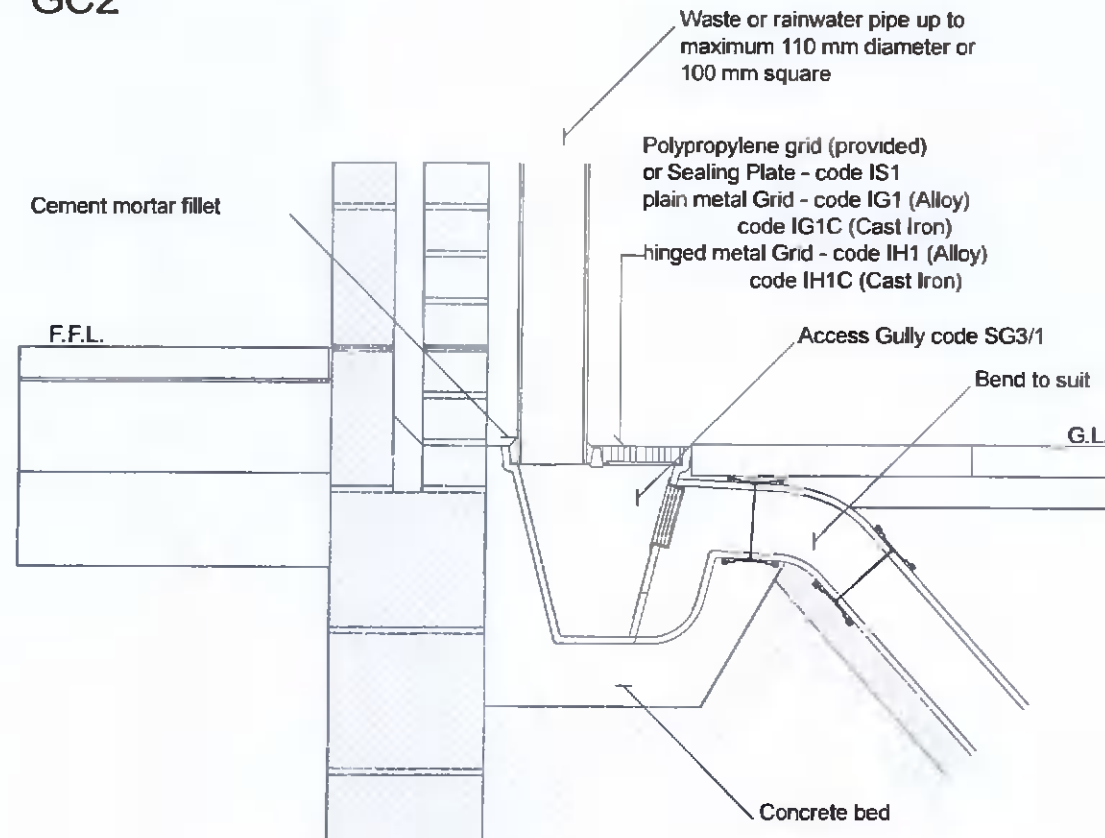 GC2
Waste or rainwater pipe up to
maximum 110 mm diameter or
100 mm square
Polypropylene grid (provided)
or Sealing Plate - code IS1
plain metal Grid - code IG1 (Alloy)
code IG1C (Cast Iron)
hinged metal Grid - code IH1 (Alloy)
code IH1C (Cast Iron)
Cement mortar fillet
F.F.L.
Access Gully code SG3/1
Bend to suit
G.L.
Concrete bed